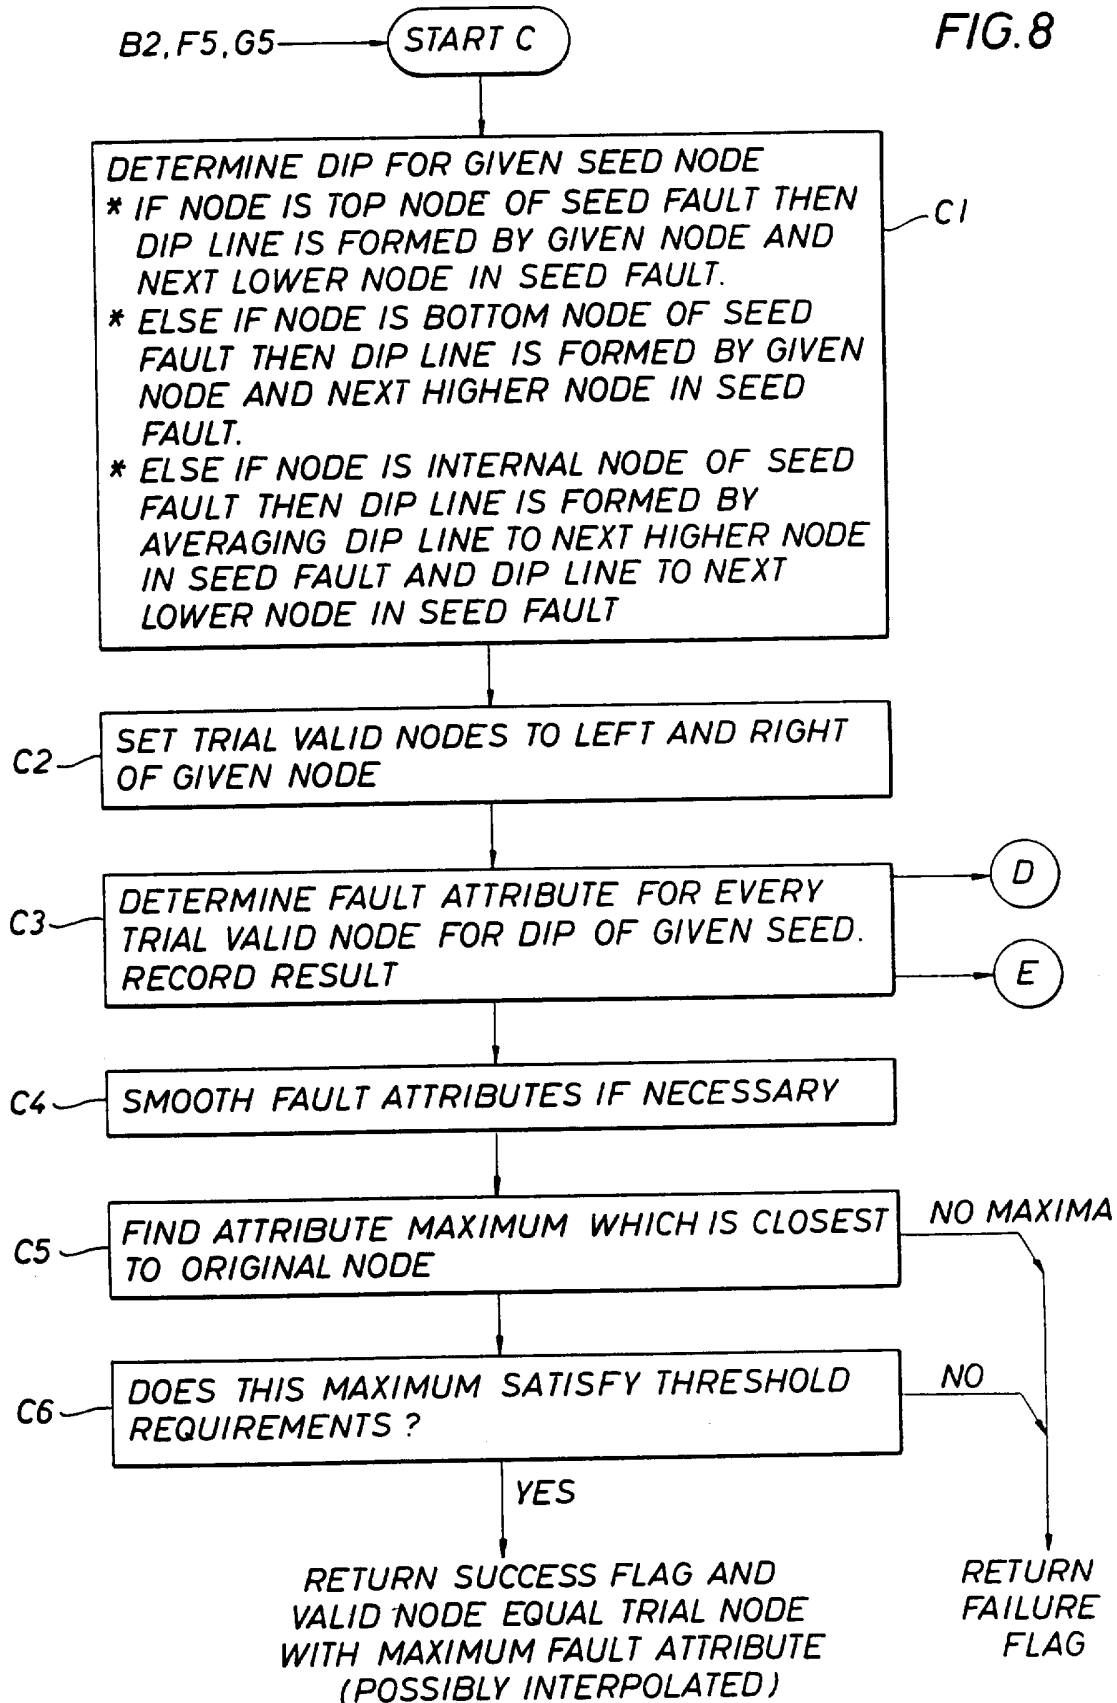 FIG.8
B2, F5, G5
START C
DETERMINE DIP FOR GIVEN SEED NODE
* IF NODE IS TOP NODE OF SEED FAULT THEN
DIP LINE IS FORMED BY GIVEN NODE AND
NEXT LOWER NODE IN SEED FAULT.
* ELSE IF NODE IS BOTTOM NODE OF SEED
FAULT THEN DIP LINE IS FORMED BY GIVEN
NODE AND NEXT HIGHER NODE IN SEED
FAULT.
* ELSE IF NODE IS INTERNAL NODE OF SEED
FAULT THEN DIP LINE IS FORMED BY
AVERAGING DIP LINE TO NEXT HIGHER NODE
IN SEED FAULT AND DIP LINE TO NEXT
LOWER NODE IN SEED FAULT
C1
C2
SET TRIAL VALID NODES TO LEFT AND RIGHT
OF GIVEN NODE
C3
DETERMINE FAULT ATTRIBUTE FOR EVERY
TRIAL VALID NODE FOR DIP OF GIVEN SEED.
RECORD RESULT
D
E
C4
SMOOTH FAULT ATTRIBUTES IF NECESSARY
C5
FIND ATTRIBUTE MAXIMUM WHICH IS CLOSEST
TO ORIGINAL NODE
NO MAXIMA
C6
DOES THIS MAXIMUM SATISFY THRESHOLD
REQUIREMENTS ?
NO
YES
RETURN SUCCESS FLAG AND
VALID NODE EQUAL TRIAL NODE
WITH MAXIMUM FAULT ATTRIBUTE
(POSSIBLY INTERPOLATED)
RETURN
FAILURE
FLAG